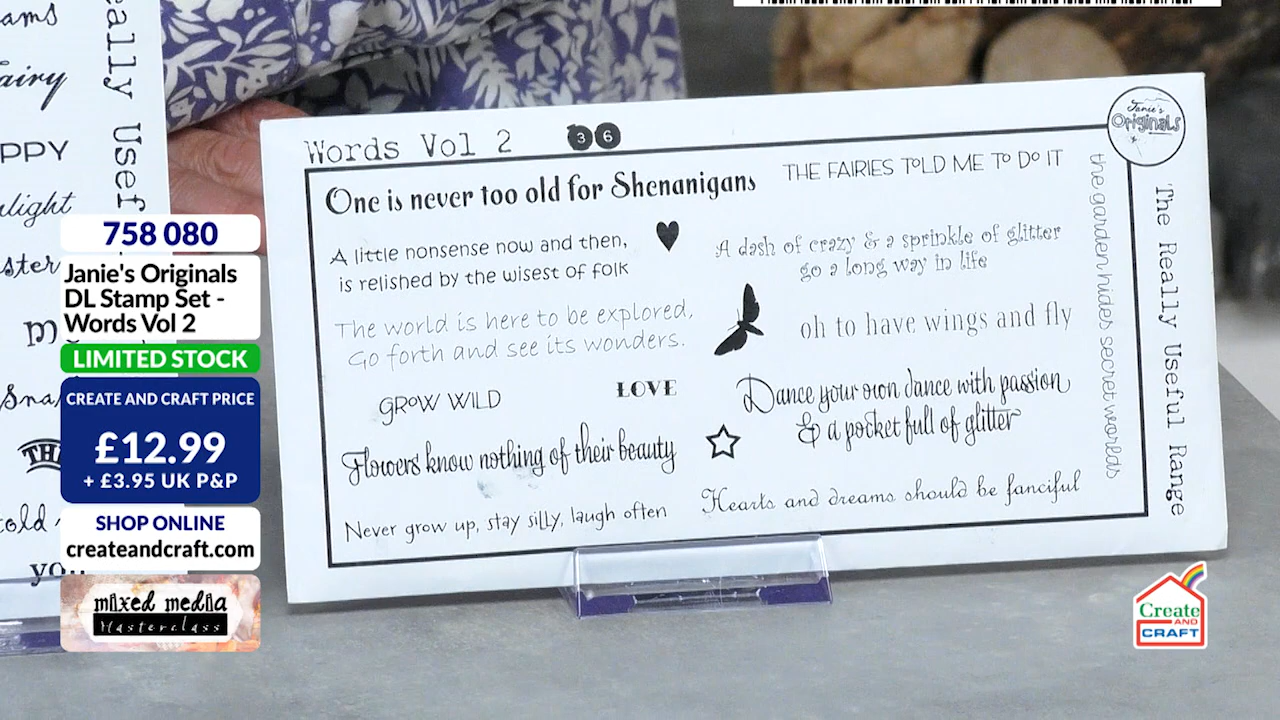 Words Vol 2
3 6
Janie's
Originals
One is never too old for Shenanigans
THE FAIRIES TOLD ME TO DO IT
A little nonsense now and then,
is relished by the wisest of folk
A dash of crazy & a sprinkle of glitter
go a long way in life
The world is here to be explored,
Go forth and see its wonders.
oh to have wings and fly
GROW WILD
LOVE
Dance your own dance with passion
& a pocket full of glitter
Flowers know nothing of their beauty
Never grow up, stay silly, laugh often
Hearts and dreams should be fanciful
the garden hides secret worlds
The Really Useful Range
758 080
Janie's Originals
DL Stamp Set -
Words Vol 2
LIMITED STOCK
CREATE AND CRAFT PRICE
£12.99
+ £3.95 UK P&P
SHOP ONLINE
createandcraft.com
mixed media
Masterclass
Create
AND
CRAFT